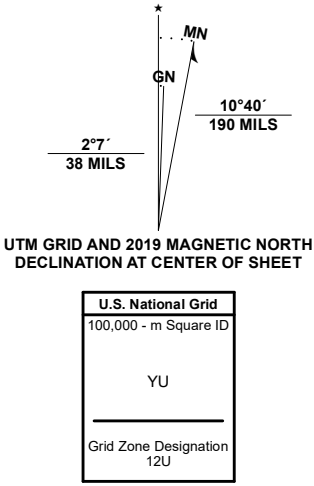 ★
MN
GN
10°40´
190 MILS
2°7´
38 MILS
UTM GRID AND 2019 MAGNETIC NORTH
DECLINATION AT CENTER OF SHEET
U.S. National Grid
100,000 - m Square ID
YU
Grid Zone Designation
12U